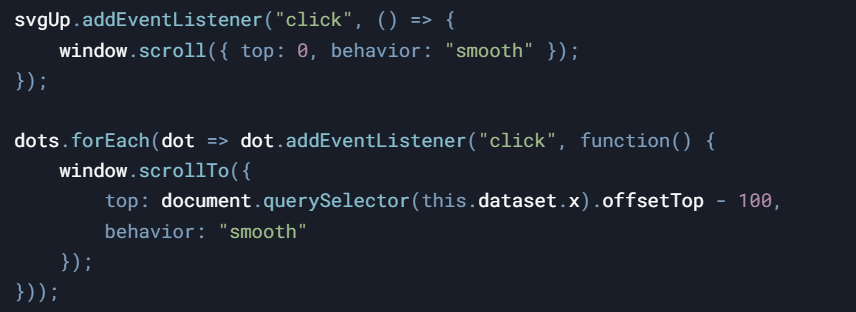 svgUp.addEventListener("click", () => {
    window.scroll({ top: 0, behavior: "smooth" });
});

dots.forEach(dot => dot.addEventListener("click", function() {
    window.scrollTo({
        top: document.querySelector(this.dataset.x).offsetTop - 100,
        behavior: "smooth"
    });
}));